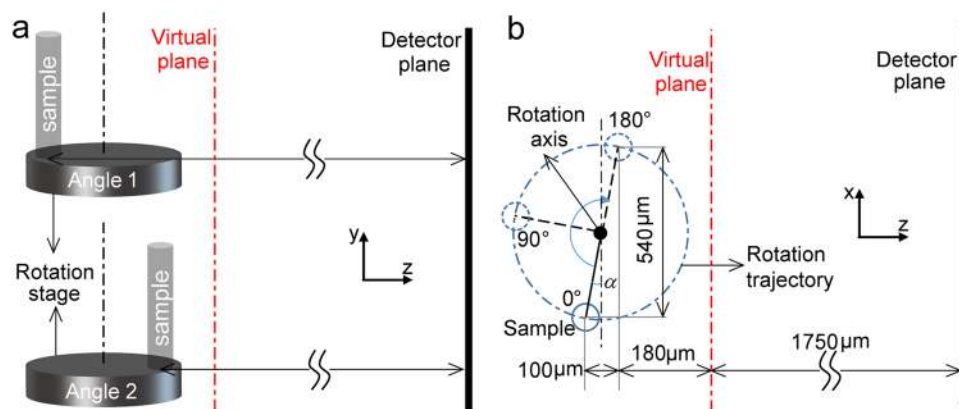 a
Virtual
plane
Detector
plane
sample
Angle 1
y
z
Rotation
stage
sample
Angle 2
b
Virtual
plane
Detector
plane
Rotation
axis
180°
90°
540μm
x
z
α
0°
Rotation
trajectory
Sample
100μm
180μm
1750μm